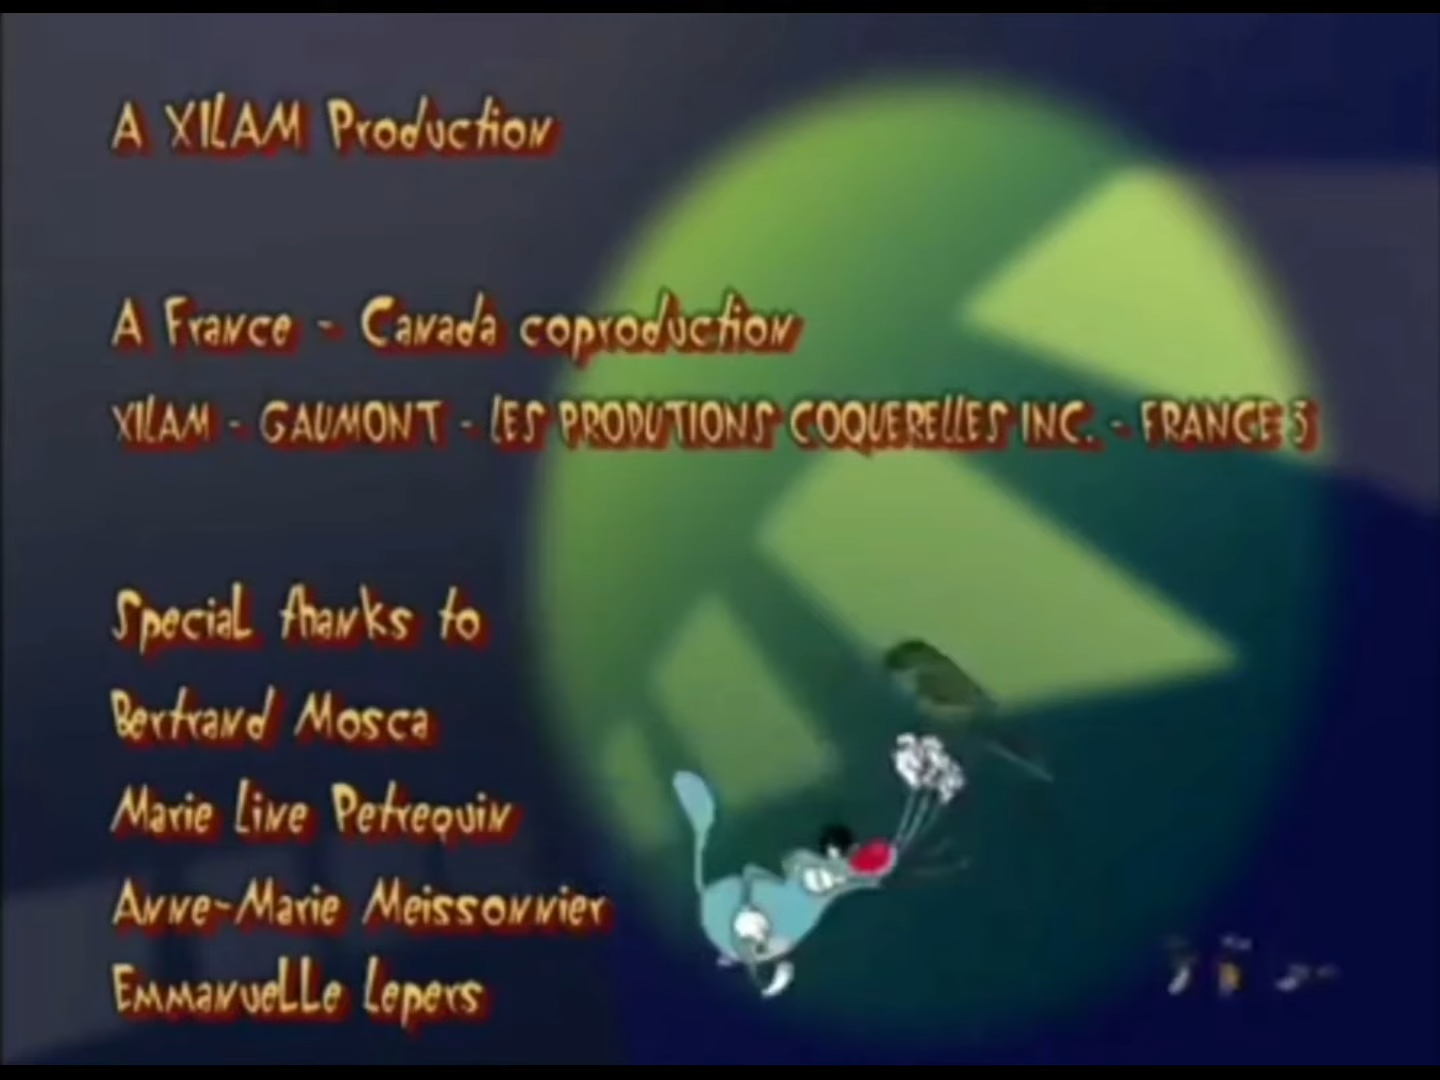 A XILAM Production
A France - Canada coproduction
XILAM - GAUMONT - LES PRODUTIONS COQUERELLES INC. - FRANCE 3
Special thanks to
Bertrand Mosca
Marie Line Petrequin
Anne-Marie Meissonnier
Emmanuelle Lepers